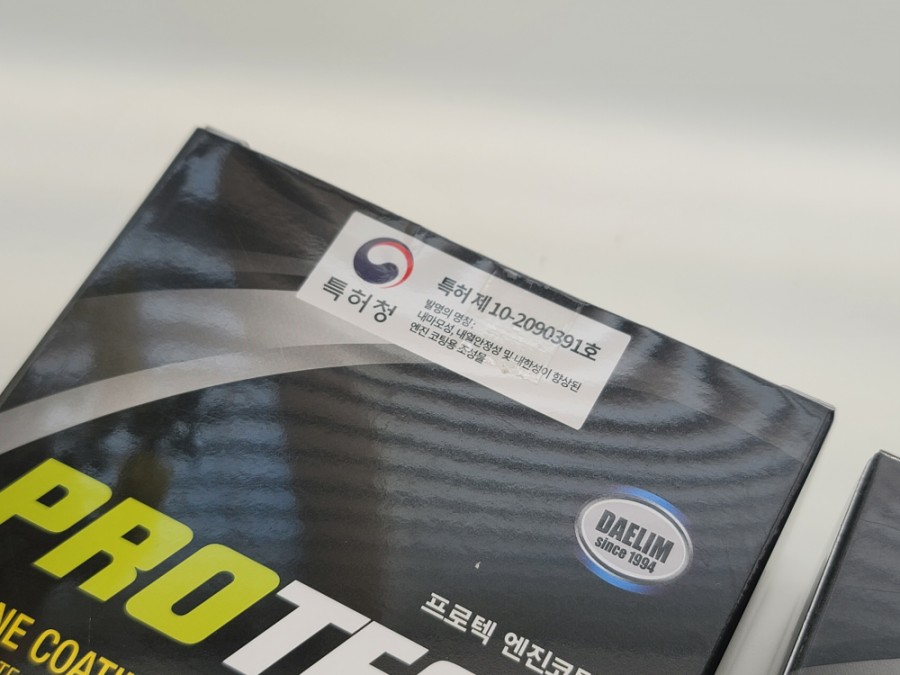 특허청
특허 제 10-2090391호
발명의 명칭 :
내마모성, 내열안정성 및 내한성이 향상된
엔진 코팅용 조성물
DAELIM
since 1994
PROTEC
프로텍 엔진코
NE COATI